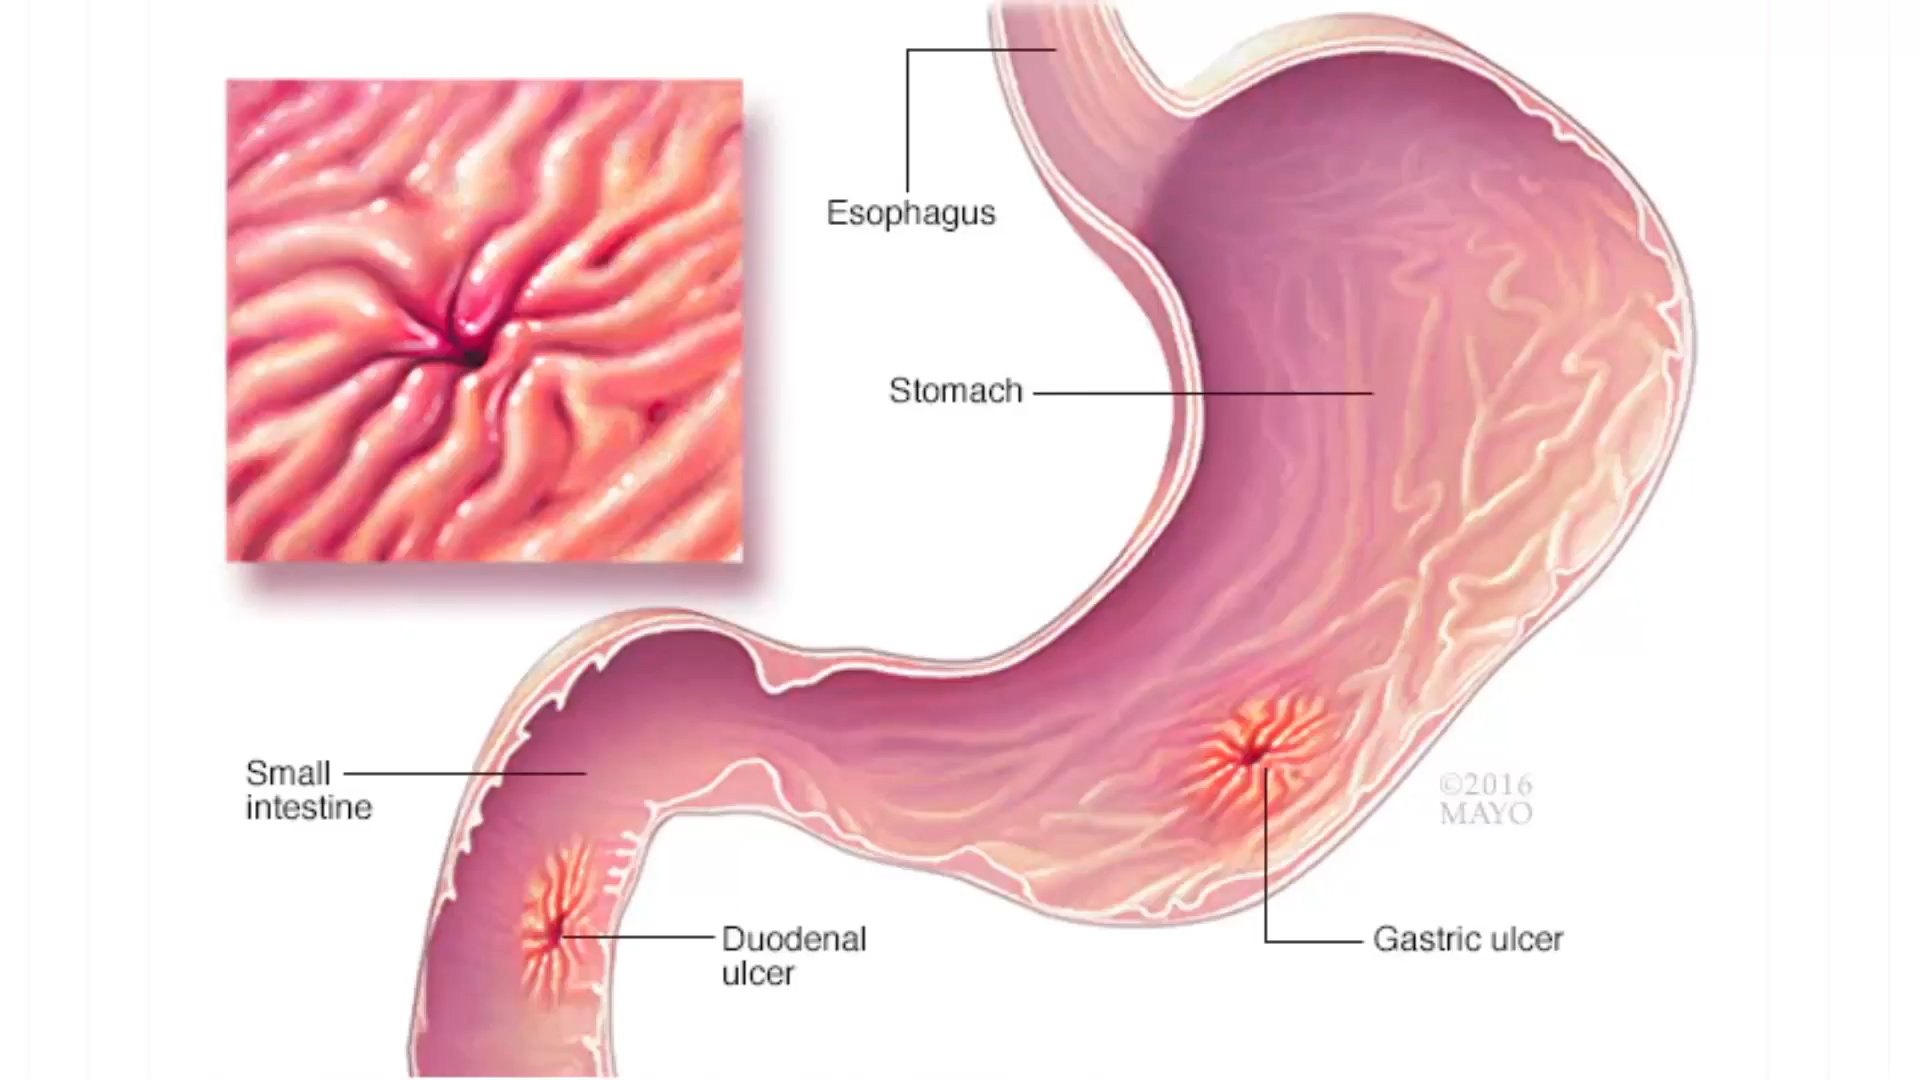 Esophagus
Stomach
Small
intestine
©2016
MAYO
Duodenal
ulcer
Gastric ulcer